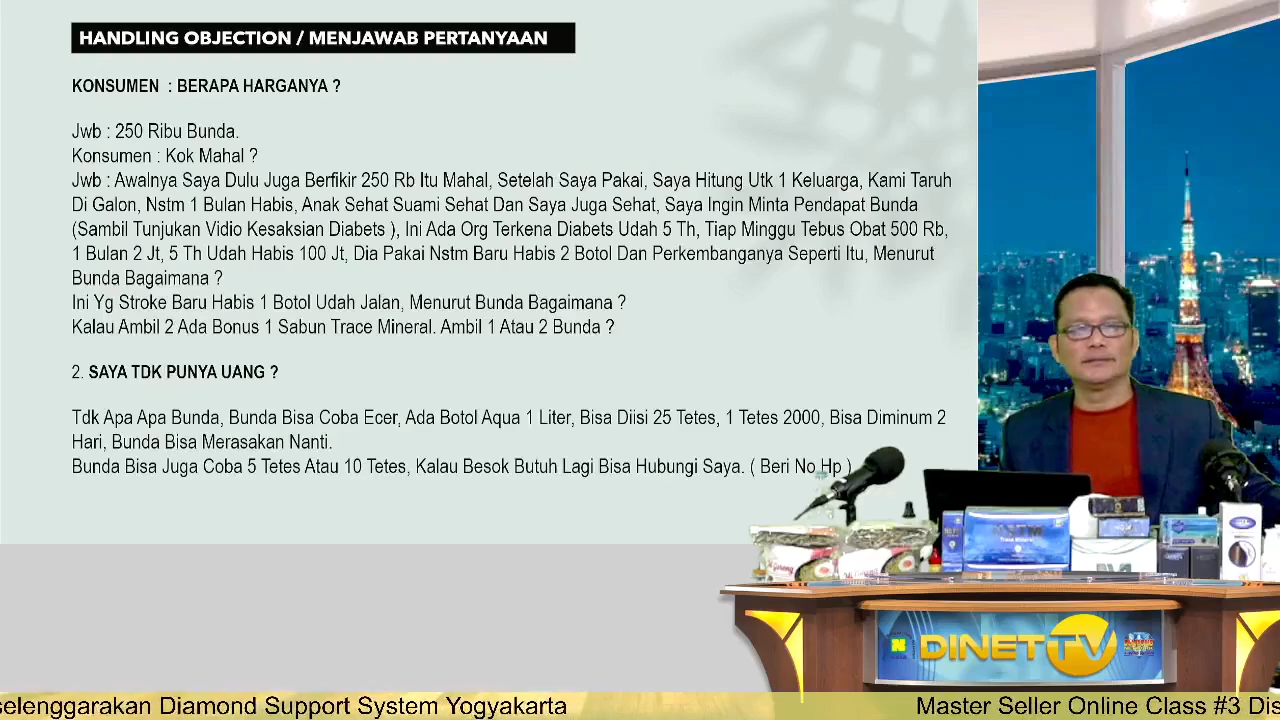 HANDLING OBJECTION / MENJAWAB PERTANYAAN
KONSUMEN : BERAPA HARGANYA ?
Jwb : 250 Ribu Bunda.
Konsumen : Kok Mahal ?
Jwb : Awalnya Saya Dulu Juga Berfikir 250 Rb Itu Mahal, Setelah Saya Pakai, Saya Hitung Utk 1 Keluarga, Kami Taruh
Di Galon, Nstm 1 Bulan Habis, Anak Sehat Suami Sehat Dan Saya Juga Sehat, Saya Ingin Minta Pendapat Bunda
(Sambil Tunjukan Vidio Kesaksian Diabets ), Ini Ada Org Terkena Diabets Udah 5 Th, Tiap Minggu Tebus Obat 500 Rb,
1 Bulan 2 Jt, 5 Th Udah Habis 100 Jt, Dia Pakai Nstm Baru Habis 2 Botol Dan Perkembanganya Seperti Itu, Menurut
Bunda Bagaimana ?
Ini Yg Stroke Baru Habis 1 Botol Udah Jalan, Menurut Bunda Bagaimana ?
Kalau Ambil 2 Ada Bonus 1 Sabun Trace Mineral. Ambil 1 Atau 2 Bunda ?
2. SAYA TDK PUNYA UANG ?
Tdk Apa Apa Bunda, Bunda Bisa Coba Ecer, Ada Botol Aqua 1 Liter, Bisa Diisi 25 Tetes, 1 Tetes 2000, Bisa Diminum 2
Hari, Bunda Bisa Merasakan Nanti.
Bunda Bisa Juga Coba 5 Tetes Atau 10 Tetes, Kalau Besok Butuh Lagi Bisa Hubungi Saya. ( Beri No Hp )
NSTM
Trace Mineral
DINET TV
selenggarakan Diamond Support System Yogyakarta
Master Seller Online Class #3 Dis